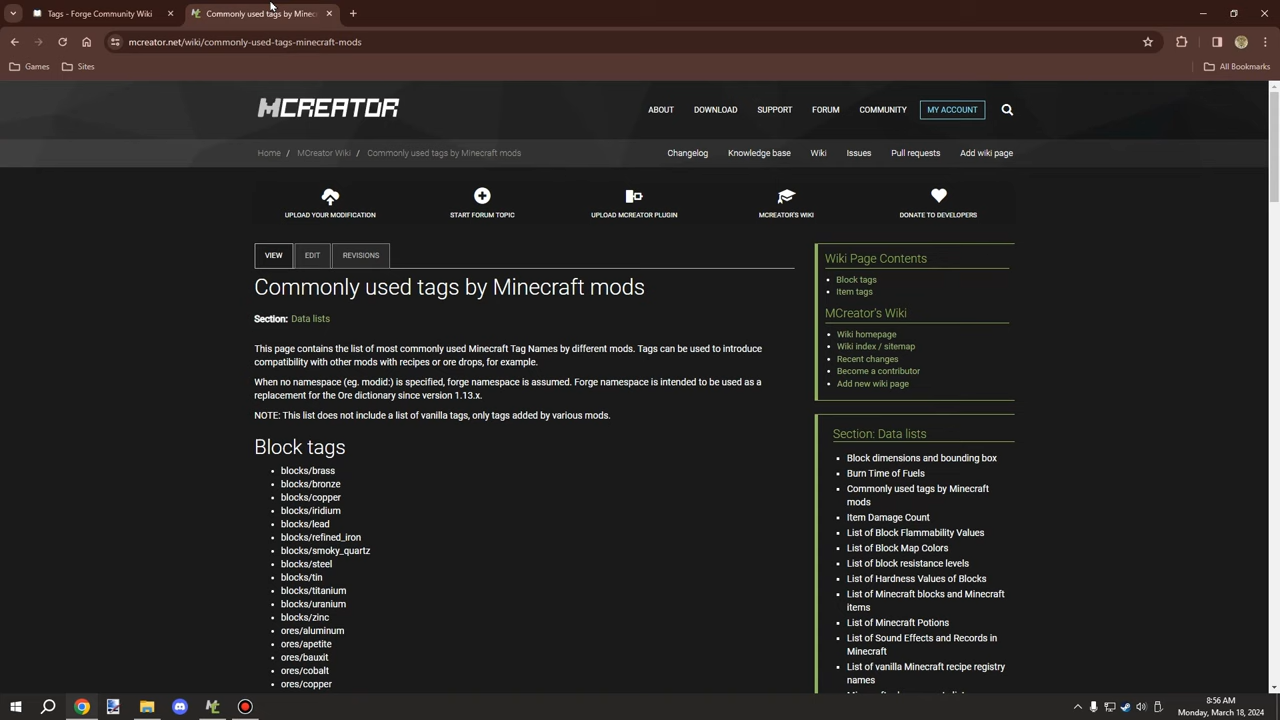 Tags - Forge Community Wiki
Commonly used tags by Minec
mcreator.net/wiki/commonly-used-tags-minecraft-mods
Games
Sites
All Bookmarks
MCREATOR
ABOUT
DOWNLOAD
SUPPORT
FORUM
COMMUNITY
MY ACCOUNT
Home / MCreator Wiki / Commonly used tags by Minecraft mods
Changelog
Knowledge base
Wiki
Issues
Pull requests
Add wiki page
UPLOAD YOUR MODIFICATION
START FORUM TOPIC
UPLOAD MCREATOR PLUGIN
MCREATOR'S WIKI
DONATE TO DEVELOPERS
VIEW
EDIT
REVISIONS
Commonly used tags by Minecraft mods
Section: Data lists
This page contains the list of most commonly used Minecraft Tag Names by different mods. Tags can be used to introduce
compatibility with other mods with recipes or ore drops, for example.
When no namespace (eg. modid:) is specified, forge namespace is assumed. Forge namespace is intended to be used as a
replacement for the Ore dictionary since version 1.13.x.
NOTE: This list does not include a list of vanilla tags, only tags added by various mods.
Block tags
blocks/brass
blocks/bronze
blocks/copper
blocks/iridium
blocks/lead
blocks/refined_iron
blocks/smoky_quartz
blocks/steel
blocks/tin
blocks/titanium
blocks/uranium
blocks/zinc
ores/aluminum
ores/apetite
ores/bauxit
ores/cobalt
ores/copper
Wiki Page Contents
Block tags
Item tags
MCreator's Wiki
Wiki homepage
Wiki index / sitemap
Recent changes
Become a contributor
Add new wiki page
Section: Data lists
Block dimensions and bounding box
Burn Time of Fuels
Commonly used tags by Minecraft
mods
Item Damage Count
List of Block Flammability Values
List of Block Map Colors
List of block resistance levels
List of Hardness Values of Blocks
List of Minecraft blocks and Minecraft
items
List of Minecraft Potions
List of Sound Effects and Records in
Minecraft
List of vanilla Minecraft recipe registry
names
8:56 AM
Monday, March 18, 2024